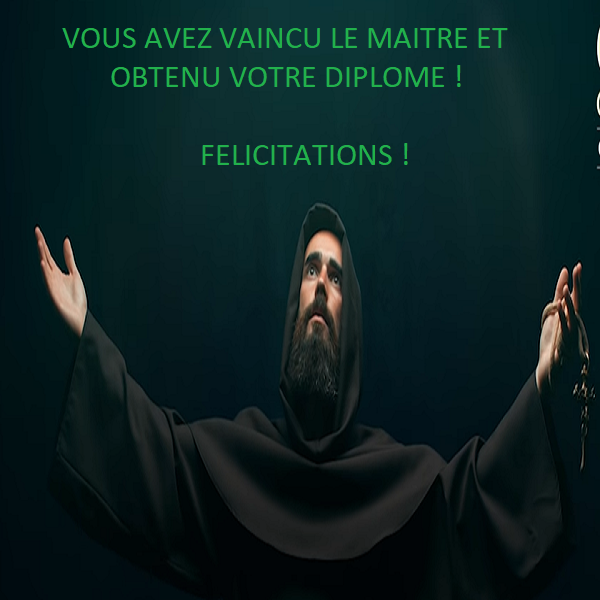 VOUS AVEZ VAINCU LE MAITRE ET
OBTENU VOTRE DIPLOME !
FELICITATIONS !